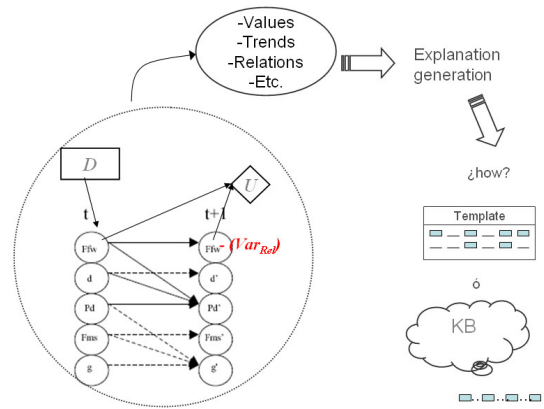 -Values
-Trends
-Relations
-Etc.
Explanation
generation
¿how?
Template
ó
KB
D
U
t
t+1
Ffw
Ffw' - (VarRel)
d
d'
Pd
Pd'
Fms
Fms'
g
g'